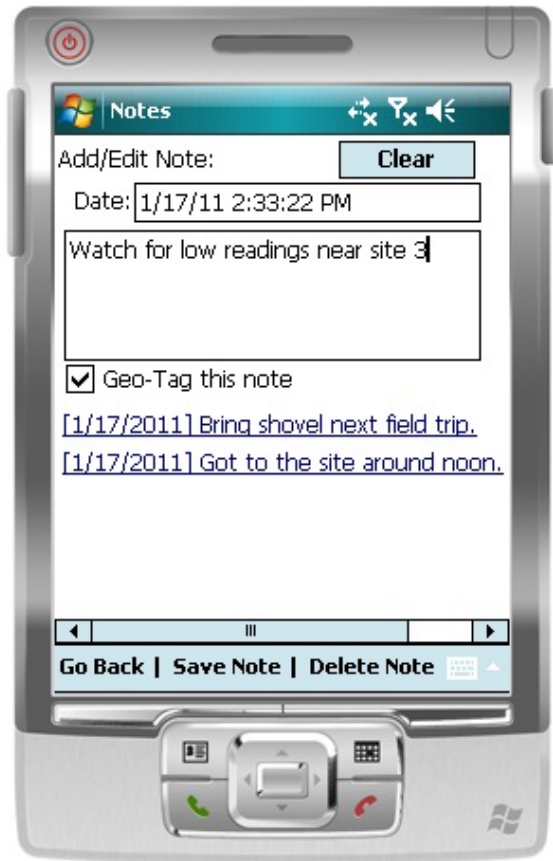 Notes
Add/Edit Note:
Clear
Date: 1/17/11 2:33:22 PM
Watch for low readings near site 3
Geo-Tag this note
[1/17/2011] Bring shovel next field trip.
[1/17/2011] Got to the site around noon.
Go Back | Save Note | Delete Note